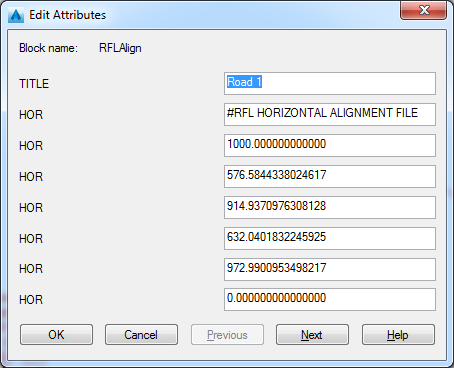 Edit Attributes
Block name: RFLAlign
TITLE Road 1
HOR #RFL HORIZONTAL ALIGNMENT FILE
HOR 1000.000000000000
HOR 576.5844338024617
HOR 914.9370976308128
HOR 632.0401832245925
HOR 972.9900953498217
HOR 0.000000000000000
OK Cancel Previous Next Help